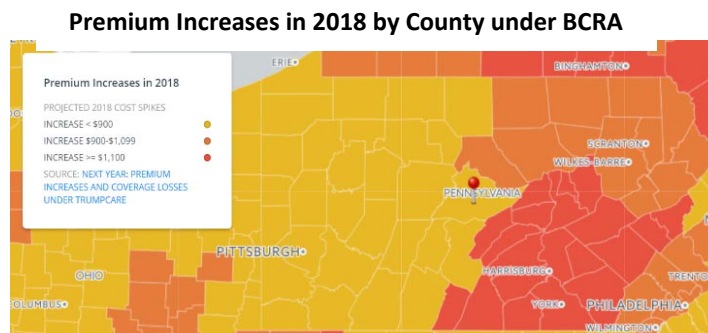 Premium Increases in 2018 by County under BCRA
ERIE
BINGHAMTON
Premium Increases in 2018
PROJECTED 2018 COST SPIKES
INCREASE < $900
INCREASE $900-$1,099
INCREASE >= $1,100
SOURCE: NEXT YEAR: PREMIUM
INCREASES AND COVERAGE LOSSES
UNDER TRUMPCARE
SCRANTON
WILKES-BARRE
PENNSYLVANIA
PITTSBURGH
HARRISBURG
OHIO
TRENTO
COLUMBUS
YORK
PHILADELPHIA
WILMINGTON